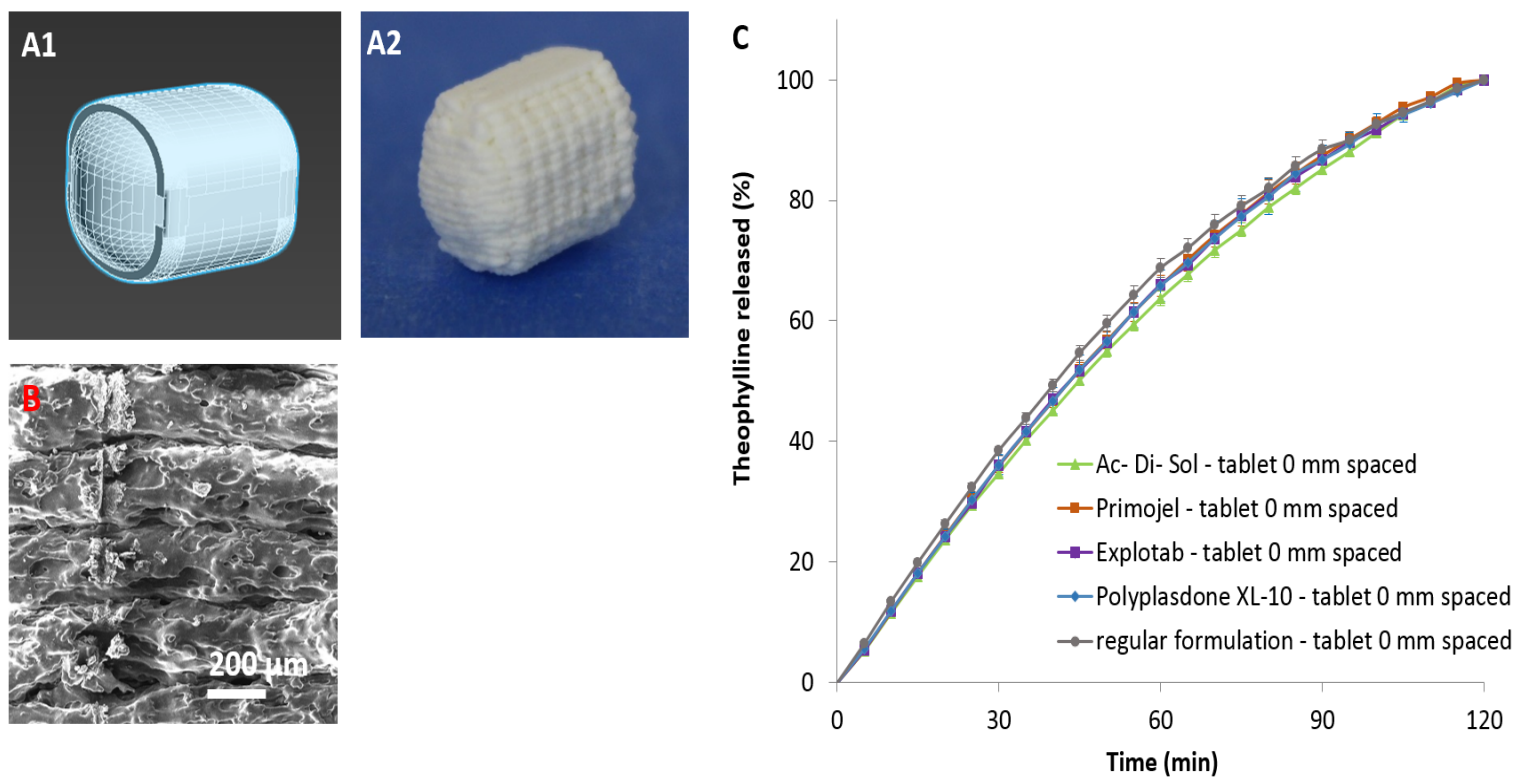 A1
A2
B
200 μm
C
Theophylline released (%)
100
80
60
40
20
0
0
30
60
90
120
Time (min)
Ac- Di- Sol - tablet 0 mm spaced
Primojel - tablet 0 mm spaced
Explotab - tablet 0 mm spaced
Polyplasdone XL-10 - tablet 0 mm spaced
regular formulation - tablet 0 mm spaced